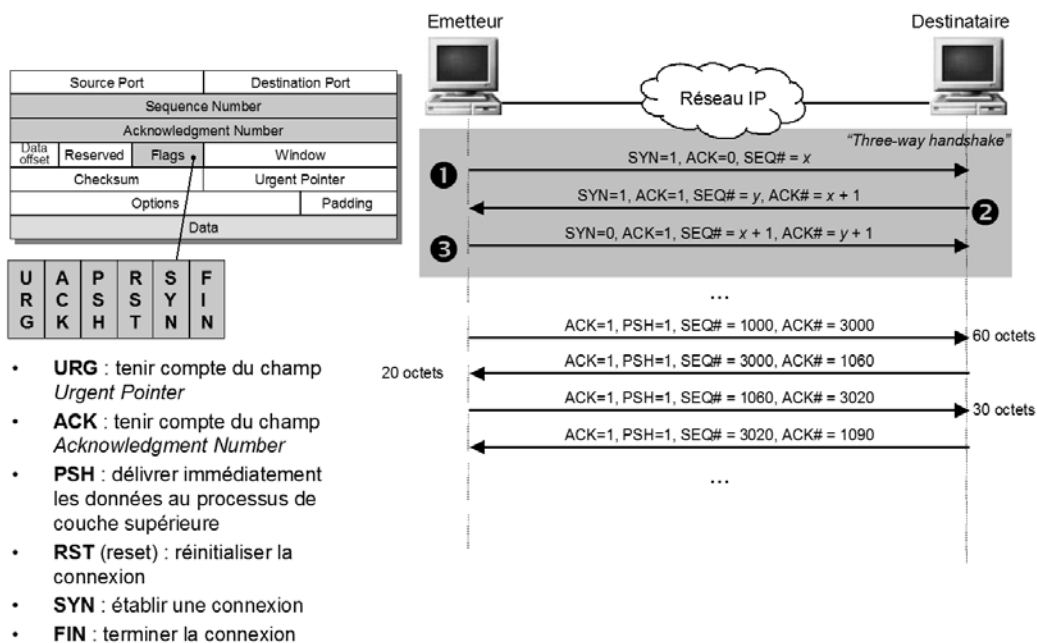 Emetteur
Destinataire
Source Port
Destination Port
Sequence Number
Acknowledgment Number
Data offset
Reserved
Flags
Window
Checksum
Urgent Pointer
Options
Padding
Data
URG
ACK
PSH
RST
SYN
FIN
• URG : tenir compte du champ
Urgent Pointer
• ACK : tenir compte du champ
Acknowledgment Number
• PSH : délivrer immédiatement
les données au processus de
couche supérieure
• RST (reset) : réinitialiser la
connexion
• SYN : établir une connexion
• FIN : terminer la connexion
Réseau IP
"Three-way handshake"
1
SYN=1, ACK=0, SEQ# = x
SYN=1, ACK=1, SEQ# = y, ACK# = x + 1
2
3
SYN=0, ACK=1, SEQ# = x + 1, ACK# = y + 1
...
ACK=1, PSH=1, SEQ# = 1000, ACK# = 3000
60 octets
20 octets
ACK=1, PSH=1, SEQ# = 3000, ACK# = 1060
ACK=1, PSH=1, SEQ# = 1060, ACK# = 3020
30 octets
ACK=1, PSH=1, SEQ# = 3020, ACK# = 1090
...